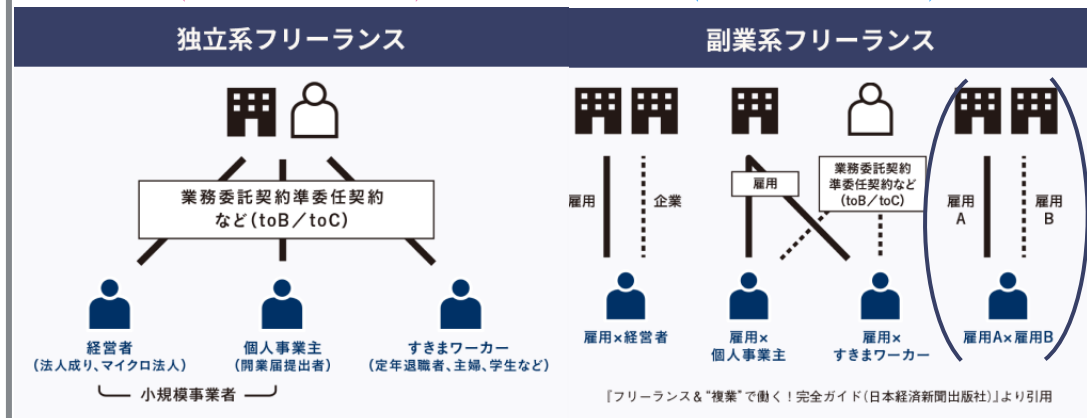 独立系フリーランス
業務委託契約準委任契約
など(toB/toC)
経営者
(法人成り、マイクロ法人)
個人事業主
(開業届提出者)
すきまワーカー
(定年退職者、主婦、学生など)
小規模事業者
副業系フリーランス
雇用
企業
雇用
業務委託契約
準委任契約など
(toB/toC)
雇用
A
雇用
B
雇用×経営者
雇用×
個人事業主
雇用×
すきまワーカー
雇用A×雇用B
『フリーランス&“複業”で働く!完全ガイド(日本経済新聞出版社)』より引用